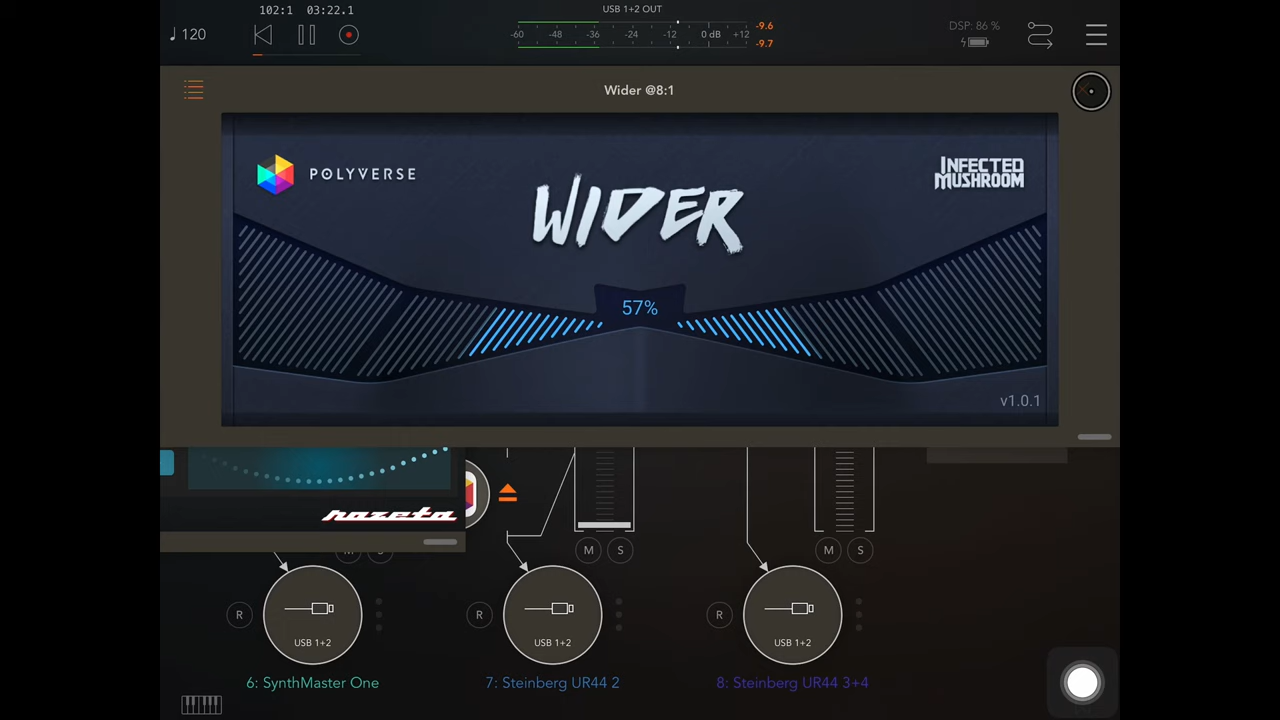 102:1 03:22.1
USB 1+2 OUT
♩ 120
-60 -48 -36 -24 -12 0 dB +12
-9.6
-9.7
DSP: 86 %
Wider @8:1
POLYVERSE
INFECTED
MUSHROOM
WIDER
57%
v1.0.1
nazeta
M S M S
R USB 1+2 R USB 1+2 R USB 1+2
6: SynthMaster One 7: Steinberg UR44 2 8: Steinberg UR44 3+4